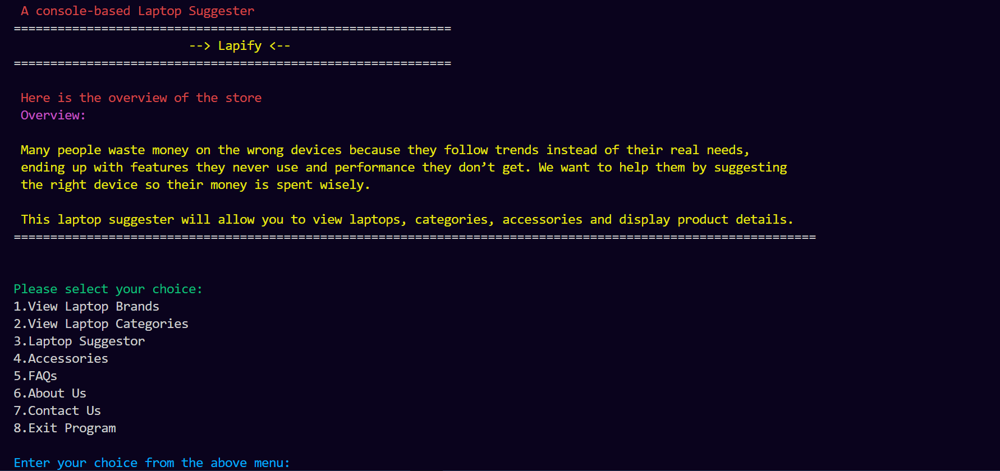 A console-based Laptop Suggester
============================================================
--> Lapify <--
============================================================
Here is the overview of the store
Overview:
Many people waste money on the wrong devices because they follow trends instead of their real needs,
ending up with features they never use and performance they don’t get. We want to help them by suggesting
the right device so their money is spent wisely.
This laptop suggester will allow you to view laptops, categories, accessories and display product details.
==============================================================================================================
Please select your choice:
1.View Laptop Brands
2.View Laptop Categories
3.Laptop Suggestor
4.Accessories
5.FAQs
6.About Us
7.Contact Us
8.Exit Program
Enter your choice from the above menu: